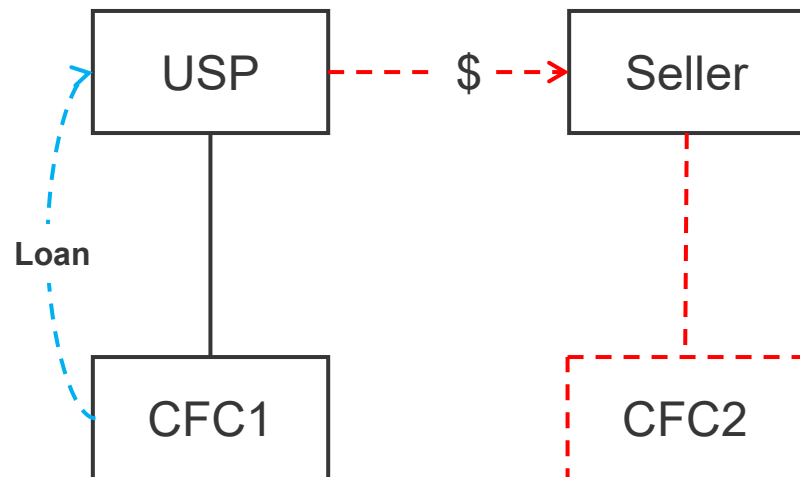 USP
$
Seller
Loan
CFC1
CFC2